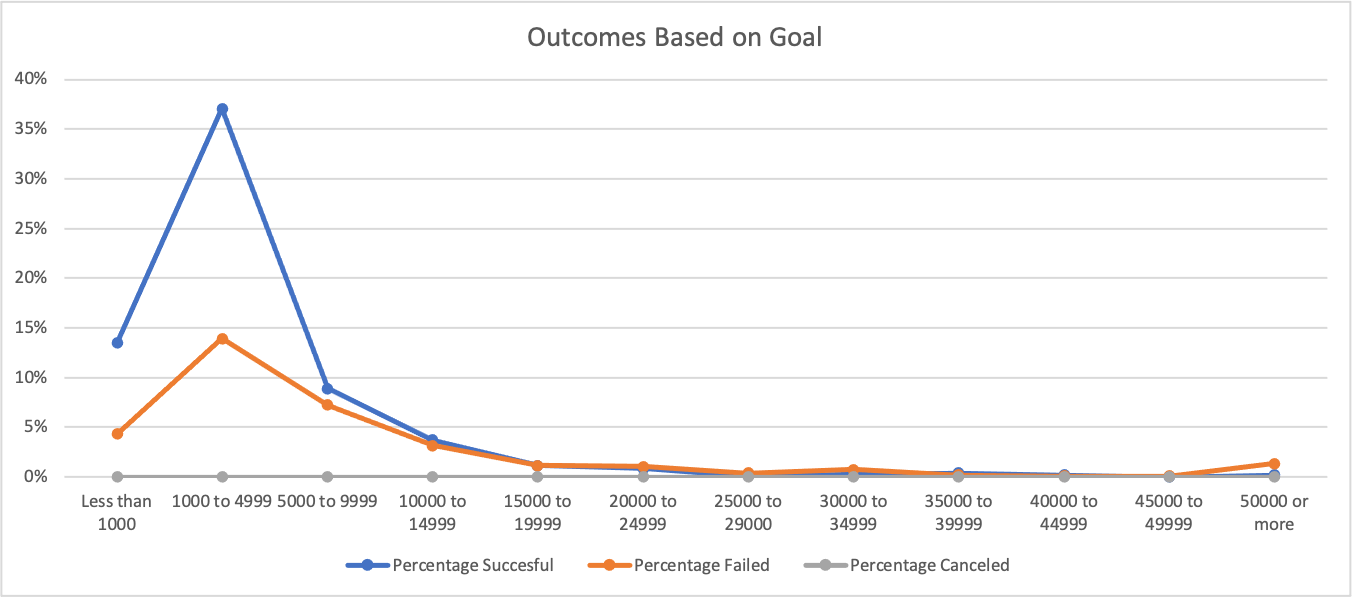 Outcomes Based on Goal
40%
35%
30%
25%
20%
15%
10%
5%
0%
Less than
1000
1000 to 4999
5000 to 9999
10000 to
14999
150000 to
19999
20000 to
24999
25000 to
29000
30000 to
34999
35000 to
39999
40000 to
44999
45000 to
49999
50000 or
more
Percentage Succesful
Percentage Failed
Percentage Canceled